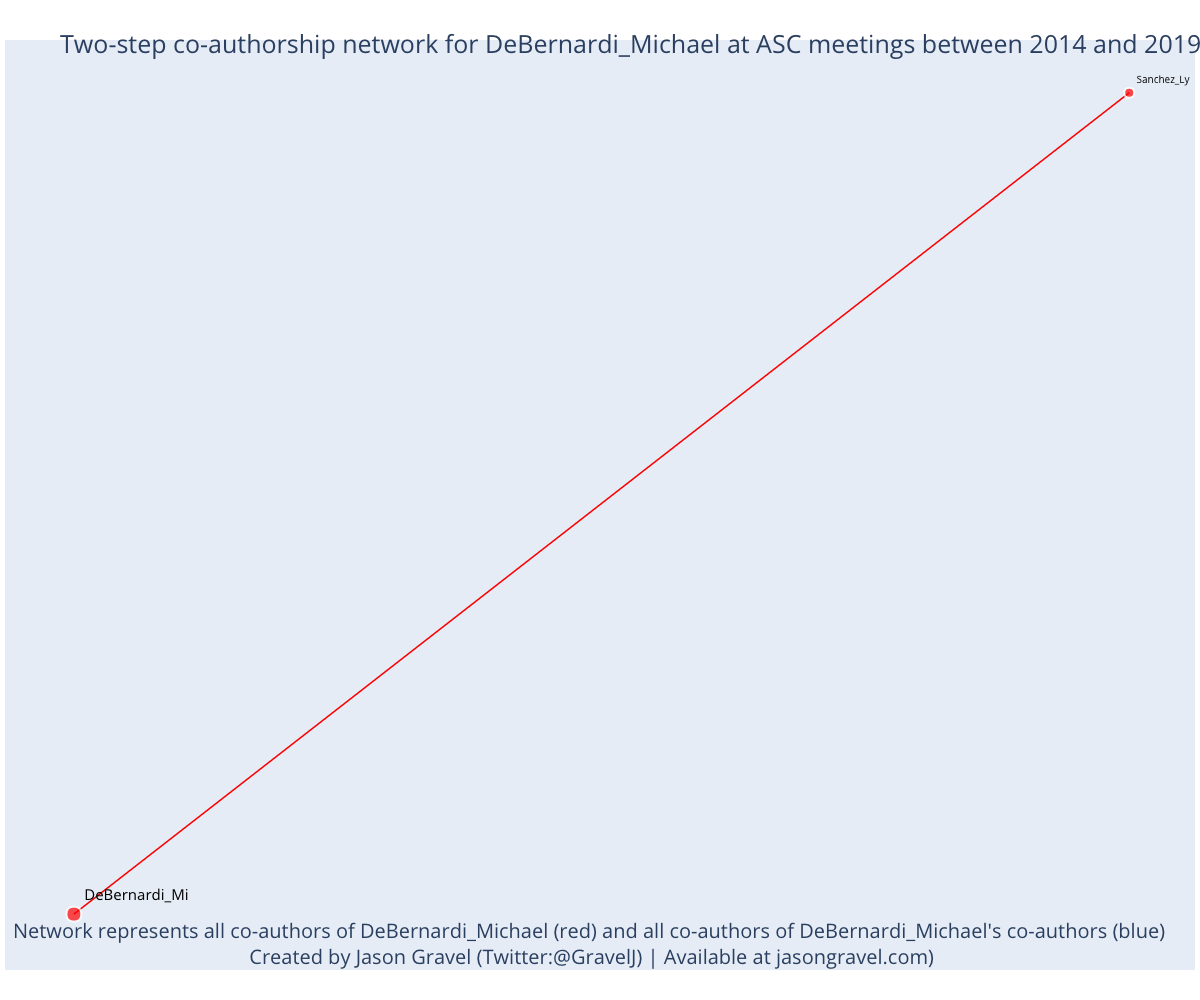 Two-step co-authorship network for DeBernardi_Michael at ASC meetings between 2014 and 2019
Sanchez_Ly
DeBernardi_Mi
Network represents all co-authors of DeBernardi_Michael (red) and all co-authors of DeBernardi_Michael's co-authors (blue)
Created by Jason Gravel (Twitter:@GravelJ) | Available at jasongravel.com)